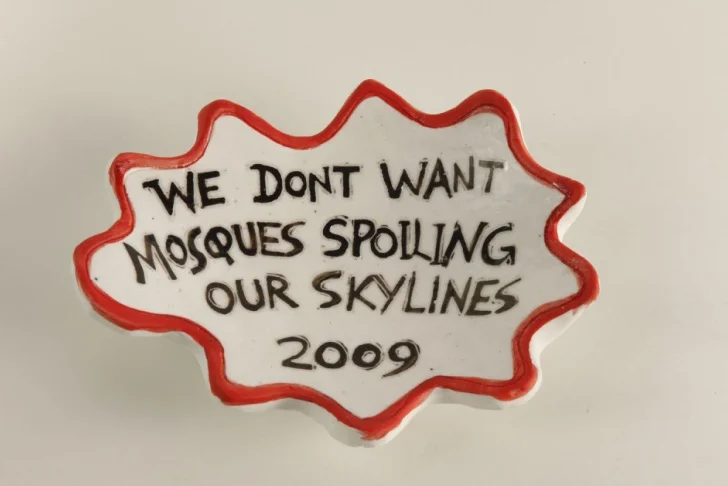 WE DONT WANT
MOSQUES SPOILING
OUR SKYLINES
2009